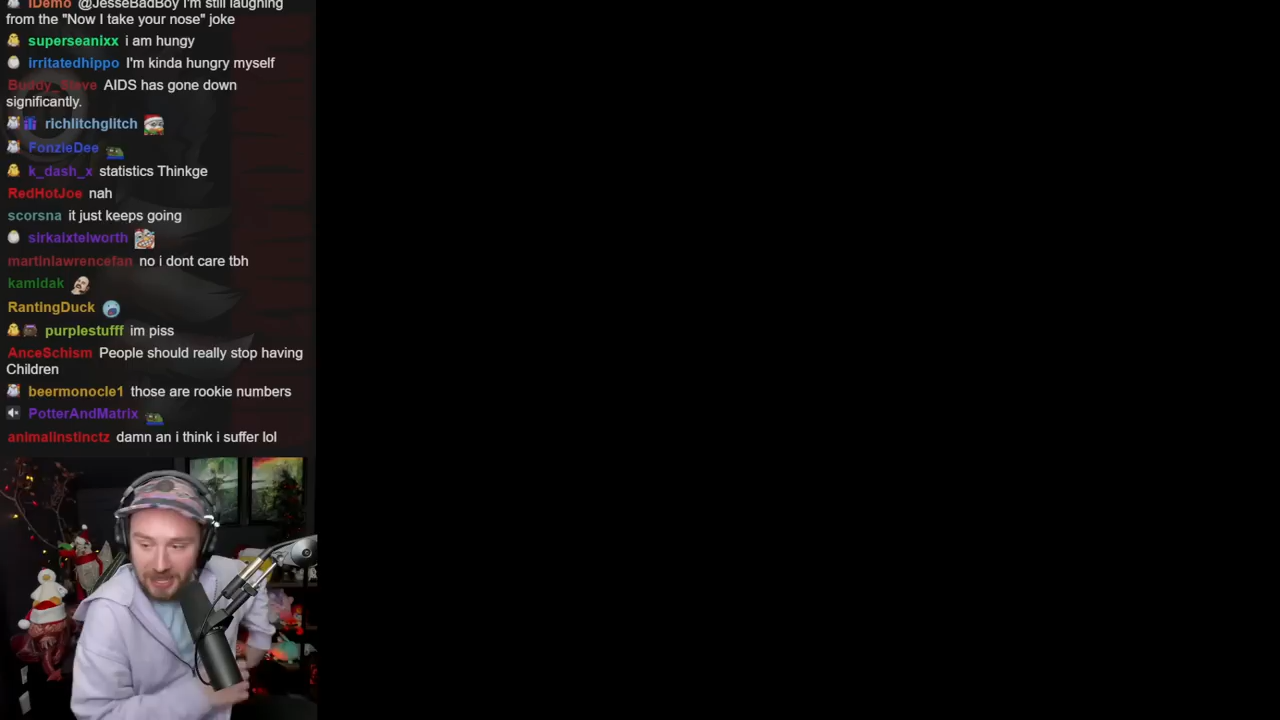 IDemo @JesseBadBoy I'm still laughing
from the "Now I take your nose" joke
superseanixx i am hungy
irritatedhippo I'm kinda hungry myself
Buddy_Steve AIDS has gone down
significantly.
richlitchglitch
FonzieDee
k_dash_x statistics Thinkge
RedHotJoe nah
scorsna it just keeps going
sirkaixtelworth
martinlawrencefan no i dont care tbh
kamidak
RantingDuck
purplestufff im piss
AnceSchism People should really stop having
Children
beermonocle1 those are rookie numbers
PotterAndMatrix
animalinstinctz damn an i think i suffer lol